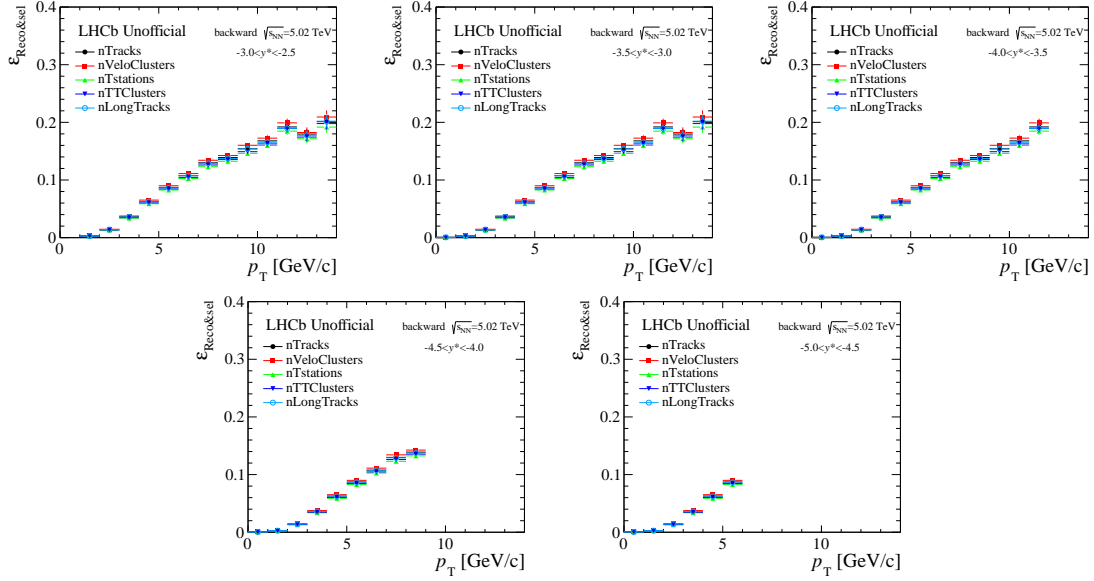 LHCb Unofficial
backward √sNN=5.02 TeV
-3.0<y*<-2.5
nTracks
nVeloClusters
nTstations
nTTClusters
nLongTracks
εReco&sel
0.4
0.3
0.2
0.1
0
0 5 10
pT [GeV/c]
LHCb Unofficial
backward √sNN=5.02 TeV
-3.5<y*<-3.0
nTracks
nVeloClusters
nTstations
nTTClusters
nLongTracks
εReco&sel
0.4
0.3
0.2
0.1
0
0 5 10
pT [GeV/c]
LHCb Unofficial
backward √sNN=5.02 TeV
-4.0<y*<-3.5
nTracks
nVeloClusters
nTstations
nTTClusters
nLongTracks
εReco&sel
0.4
0.3
0.2
0.1
0
0 5 10
pT [GeV/c]
LHCb Unofficial
backward √sNN=5.02 TeV
-4.5<y*<-4.0
nTracks
nVeloClusters
nTstations
nTTClusters
nLongTracks
εReco&sel
0.4
0.3
0.2
0.1
0
0 5 10
pT [GeV/c]
LHCb Unofficial
backward √sNN=5.02 TeV
-5.0<y*<-4.5
nTracks
nVeloClusters
nTstations
nTTClusters
nLongTracks
εReco&sel
0.4
0.3
0.2
0.1
0
0 5 10
pT [GeV/c]